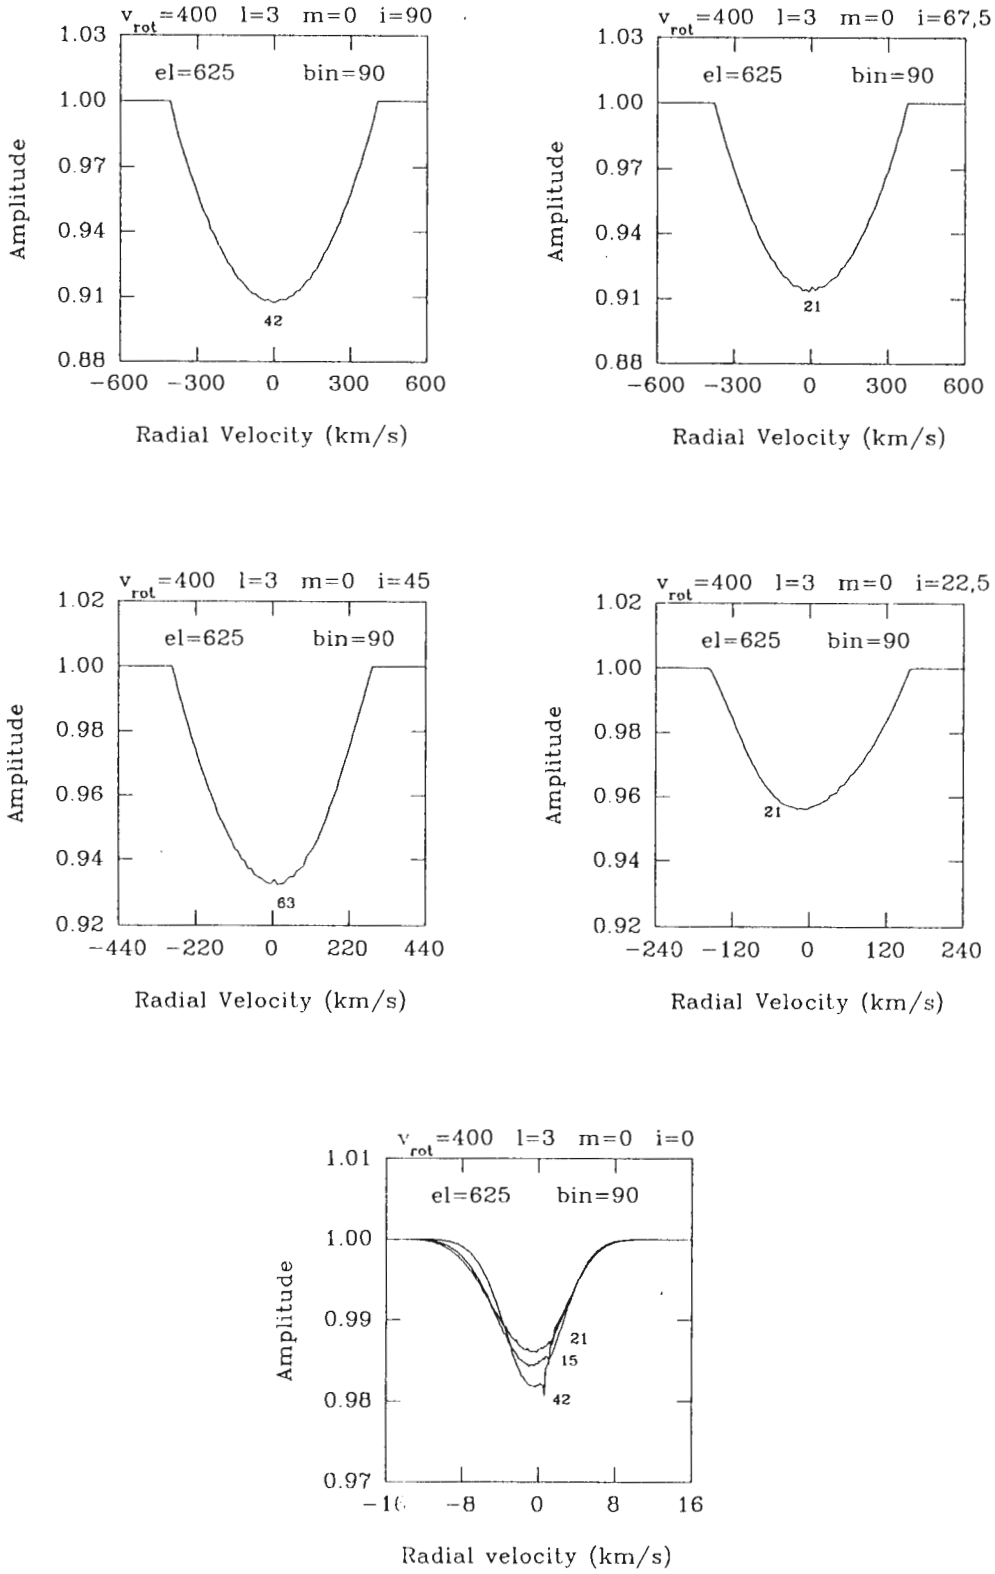 v_rot=400 l=3 m=0 i=90
1.03
el=625 bin=90
1.00
0.97
0.94
0.91
0.88
42
Amplitude
-600 -300 0 300 600
Radial Velocity (km/s)
v_rot=400 l=3 m=0 i=67,5
1.03
el=625 bin=90
1.00
0.97
0.94
0.91
0.88
21
Amplitude
-600 -300 0 300 600
Radial Velocity (km/s)
v_rot=400 l=3 m=0 i=45
1.02
el=625 bin=90
1.00
0.98
0.96
0.94
0.92
63
Amplitude
-440 -220 0 220 440
Radial Velocity (km/s)
v_rot=400 l=3 m=0 i=22,5
1.02
el=625 bin=90
1.00
0.98
0.96
0.94
0.92
21
Amplitude
-240 -120 0 120 240
Radial Velocity (km/s)
v_rot=400 l=3 m=0 i=0
1.01
el=625 bin=90
1.00
0.99
0.98
0.97
21
15
42
Amplitude
-16 -8 0 8 16
Radial velocity (km/s)